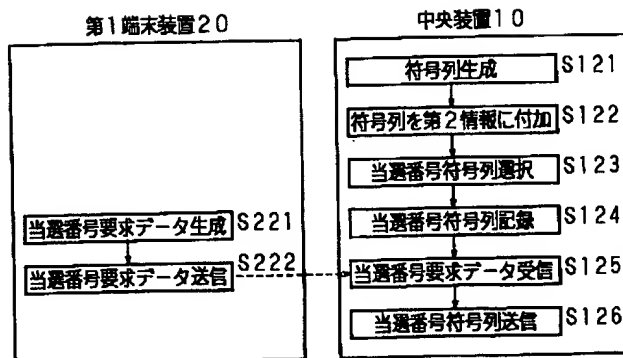 第1端末装置20
中央装置10
符号列生成 S121
符号列を第2情報に付加 S122
当選番号符号列選択 S123
当選番号要求データ生成 S221
当選番号符号列記録 S124
当選番号要求データ送信 S222
当選番号要求データ受信 S125
当選番号符号列送信 S126